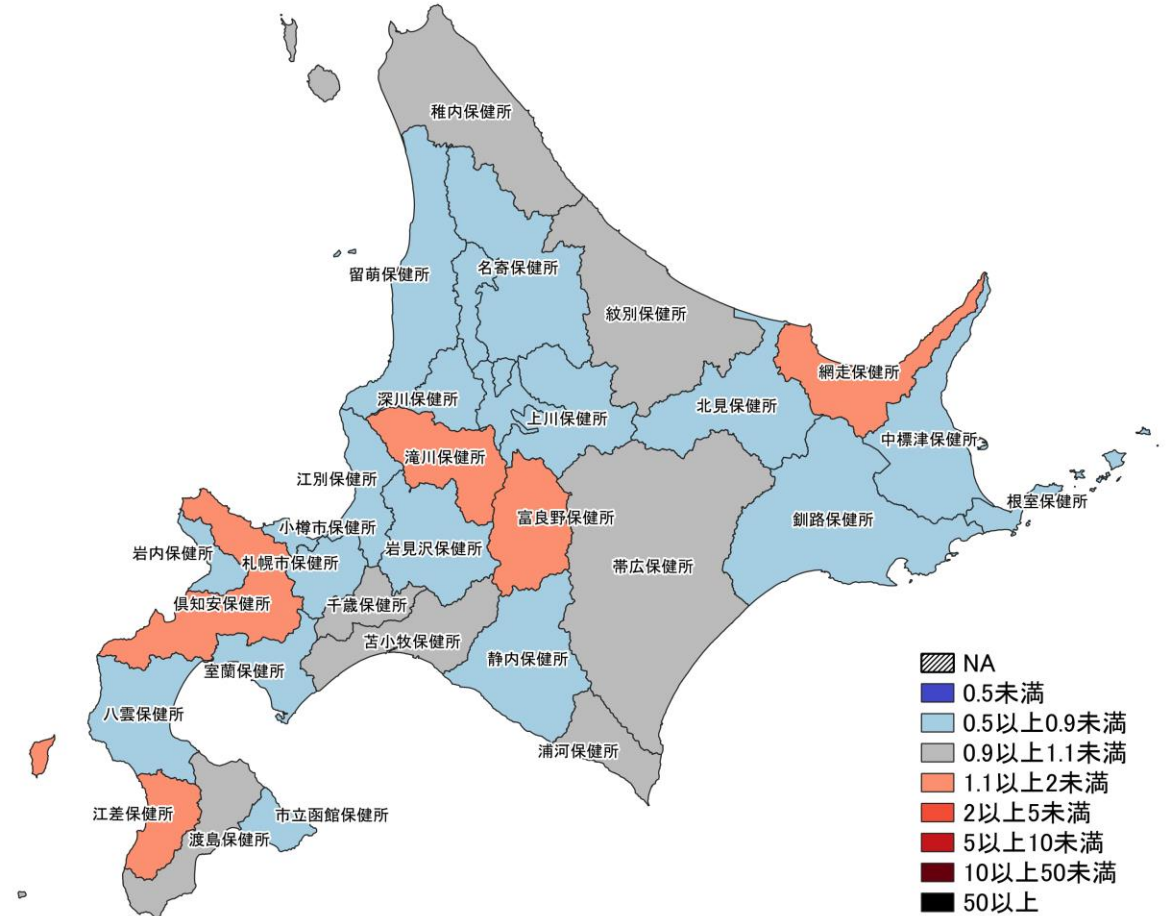 稚内保健所
留萌保健所
名寄保健所
紋別保健所
網走保健所
深川保健所
上川保健所
北見保健所
中標津保健所
滝川保健所
江別保健所
根室保健所
富良野保健所
釧路保健所
小樽市保健所
岩内保健所
札幌市保健所
岩見沢保健所
帯広保健所
倶知安保健所
千歳保健所
苫小牧保健所
静内保健所
室蘭保健所
八雲保健所
浦河保健所
江差保健所
市立函館保健所
渡島保健所
NA
0.5未満
0.5以上0.9未満
0.9以上1.1未満
1.1以上2未満
2以上5未満
5以上10未満
10以上50未満
50以上